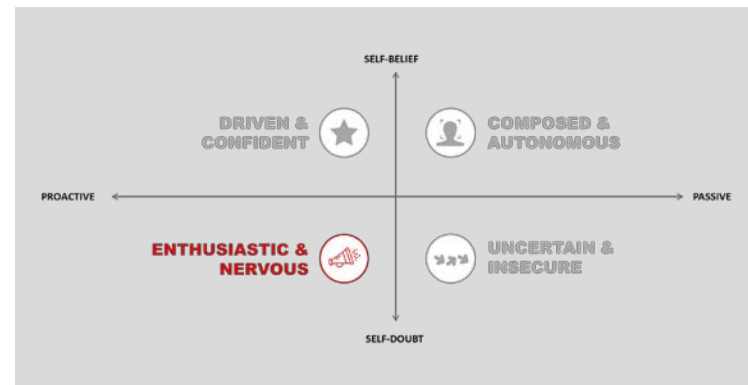 SELF-BELIEF
DRIVEN &
CONFIDENT
COMPOSED &
AUTONOMOUS
PROACTIVE
PASSIVE
ENTHUSIASTIC &
NERVOUS
UNCERTAIN &
INSECURE
SELF-DOUBT